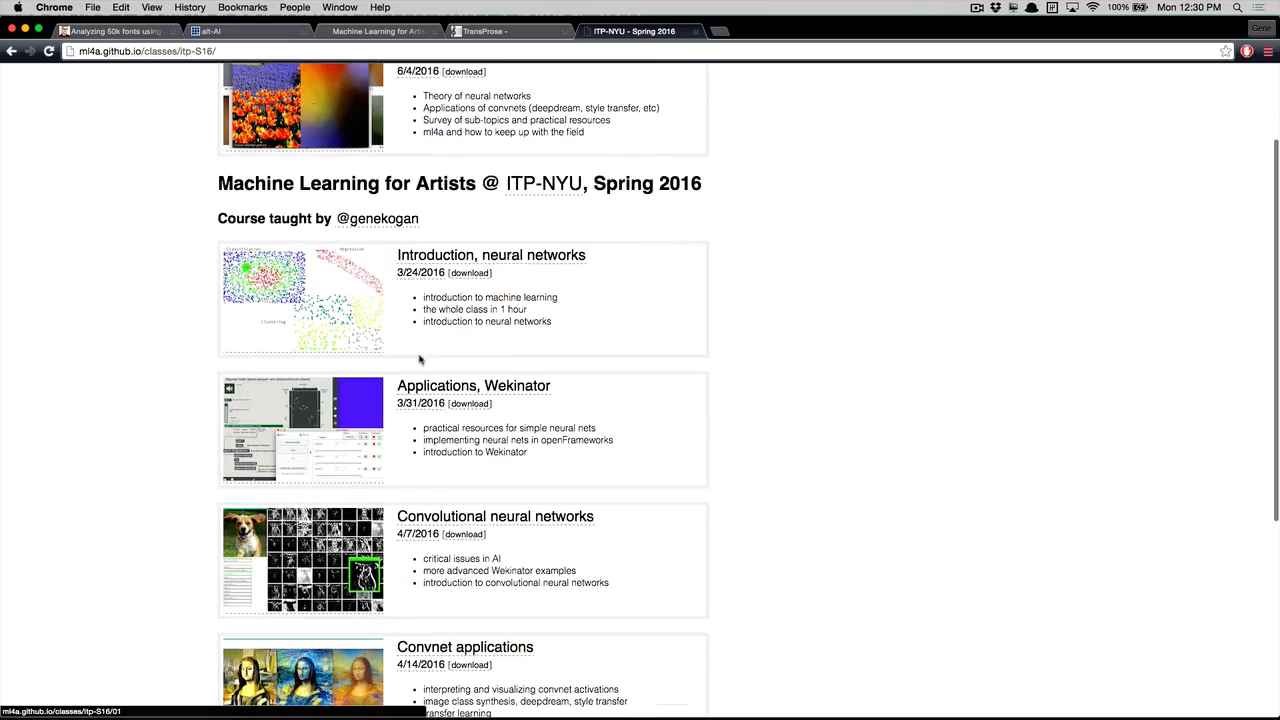 Chrome File Edit View History Bookmarks People Window Help 100% Mon 12:30 PM
Analyzing 50k fonts using alt-AI Machine Learning for Artis TransProse - ITP-NYU - Spring 2016 Gene
ml4a.github.io/classes/itp-S16/
6/4/2016 [download]
Theory of neural networks
Applications of convnets (deepdream, style transfer, etc)
Survey of sub-topics and practical resources
ml4a and how to keep up with the field
Machine Learning for Artists @ ITP-NYU, Spring 2016
Course taught by @genekogan
Classification Regression
Clustering
Introduction, neural networks
3/24/2016 [download]
introduction to machine learning
the whole class in 1 hour
introduction to neural networks
Applications, Wekinator
3/31/2016 [download]
practical resources for simple neural nets
implementing neural nets in openFrameworks
introduction to Wekinator
Convolutional neural networks
4/7/2016 [download]
critical issues in AI
more advanced Wekinator examples
introduction to convolutional neural networks
Convnet applications
4/14/2016 [download]
interpreting and visualizing convnet activations
image class synthesis, deepdream, style transfer
transfer learning
ml4a.github.io/classes/itp-S16/01